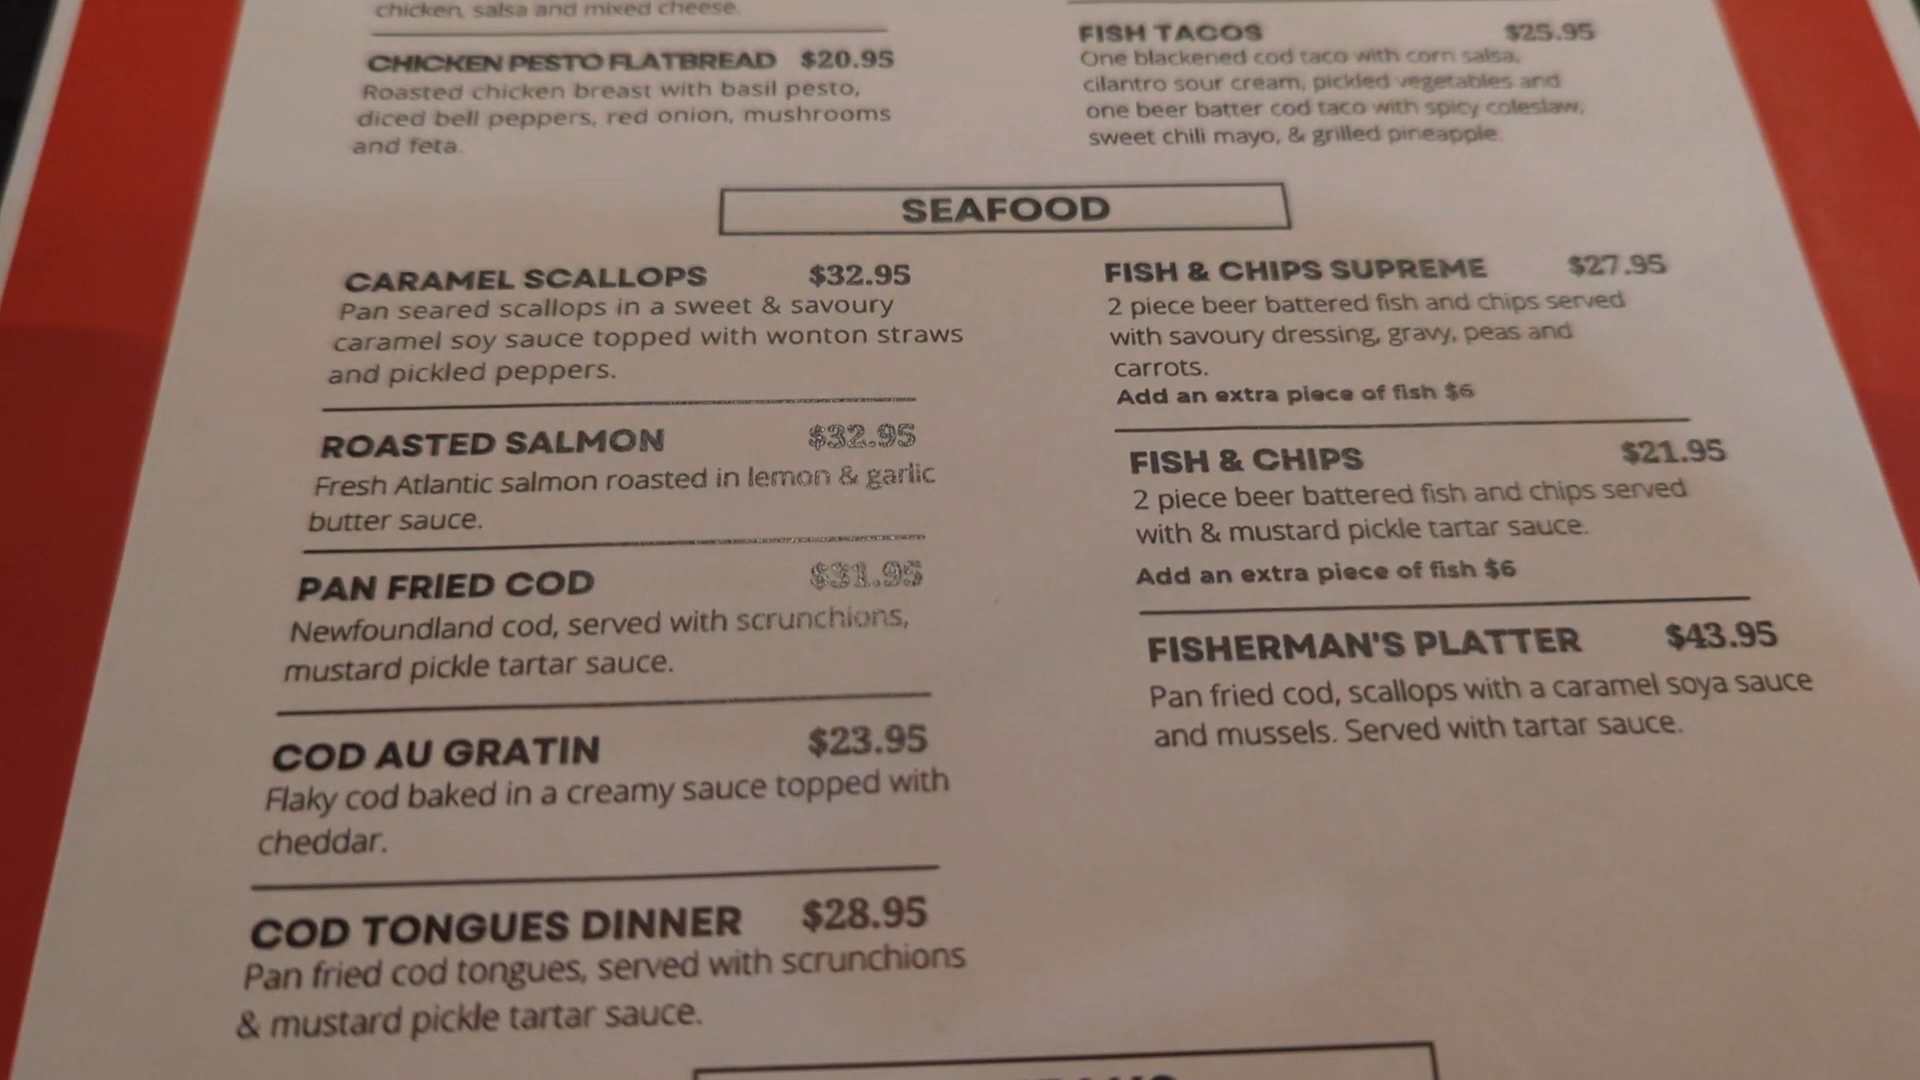 chicken, salsa and mixed cheese.
CHICKEN PESTO FLATBREAD $20.95
Roasted chicken breast with basil pesto,
diced bell peppers, red onion, mushrooms
and feta.
FISH TACOS $25.95
One blackened cod taco with corn salsa,
cilantro sour cream, pickled vegetables and
one beer batter cod taco with spicy coleslaw,
sweet chili mayo, & grilled pineapple.
SEAFOOD
CARAMEL SCALLOPS $32.95
Pan seared scallops in a sweet & savoury
caramel soy sauce topped with wonton straws
and pickled peppers.
ROASTED SALMON $32.95
Fresh Atlantic salmon roasted in lemon & garlic
butter sauce.
PAN FRIED COD $31.95
Newfoundland cod, served with scrunchions,
mustard pickle tartar sauce.
COD AU GRATIN $23.95
Flaky cod baked in a creamy sauce topped with
cheddar.
COD TONGUES DINNER $28.95
Pan fried cod tongues, served with scrunchions
& mustard pickle tartar sauce.
FISH & CHIPS SUPREME $27.95
2 piece beer battered fish and chips served
with savoury dressing, gravy, peas and
carrots.
Add an extra piece of fish $6
FISH & CHIPS $21.95
2 piece beer battered fish and chips served
with & mustard pickle tartar sauce.
Add an extra piece of fish $6
FISHERMAN'S PLATTER $43.95
Pan fried cod, scallops with a caramel soya sauce
and mussels. Served with tartar sauce.